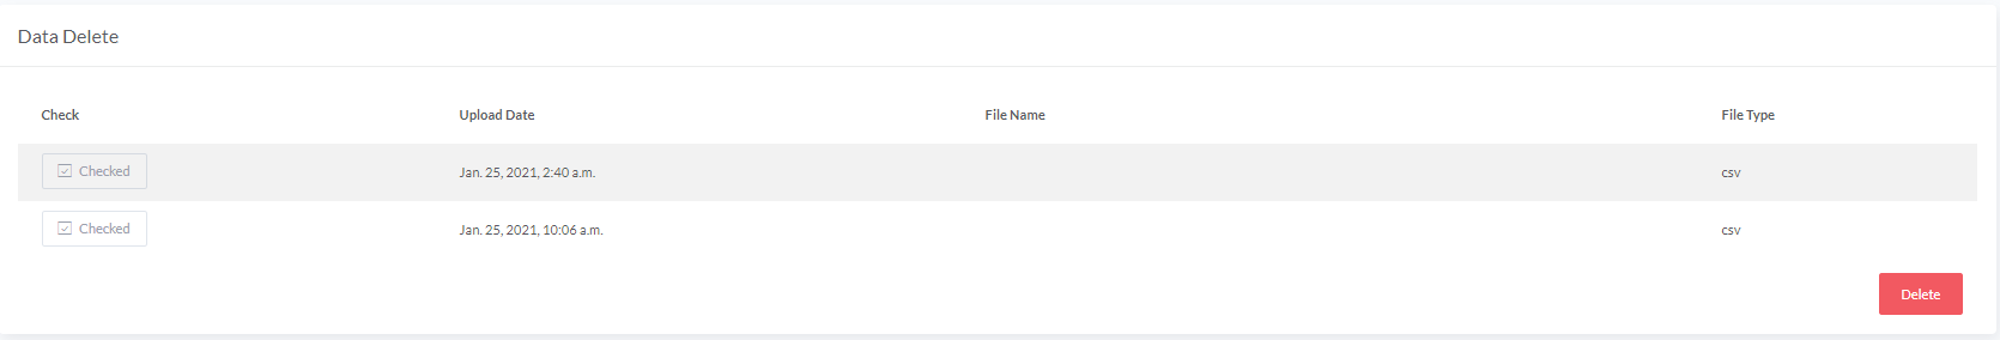 Data Delete
Check Upload Date File Name File Type
Checked Jan. 25, 2021, 2:40 a.m. csv
Checked Jan. 25, 2021, 10:06 a.m. csv
Delete